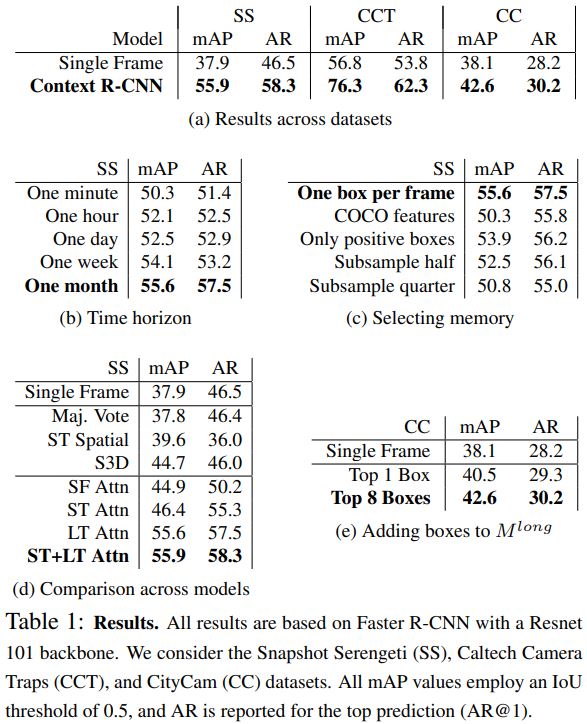 SS CCT CC
Model mAP AR mAP AR mAP AR
Single Frame 37.9 46.5 56.8 53.8 38.1 28.2
Context R-CNN 55.9 58.3 76.3 62.3 42.6 30.2
(a) Results across datasets
SS mAP AR
One minute 50.3 51.4
One hour 52.1 52.5
One day 52.5 52.9
One week 54.1 53.2
One month 55.6 57.5
(b) Time horizon
SS mAP AR
One box per frame 55.6 57.5
COCO features 50.3 55.8
Only positive boxes 53.9 56.2
Subsample half 52.5 56.1
Subsample quarter 50.8 55.0
(c) Selecting memory
SS mAP AR
Single Frame 37.9 46.5
Maj. Vote 37.8 46.4
ST Spatial 39.6 36.0
S3D 44.7 46.0
SF Attn 44.9 50.2
ST Attn 46.4 55.3
LT Attn 55.6 57.5
ST+LT Attn 55.9 58.3
(d) Comparison across models
CC mAP AR
Single Frame 38.1 28.2
Top 1 Box 40.5 29.3
Top 8 Boxes 42.6 30.2
(e) Adding boxes to M^long
Table 1: Results. All results are based on Faster R-CNN with a Resnet
101 backbone. We consider the Snapshot Serengeti (SS), Caltech Camera
Traps (CCT), and CityCam (CC) datasets. All mAP values employ an IoU
threshold of 0.5, and AR is reported for the top prediction (AR@1).